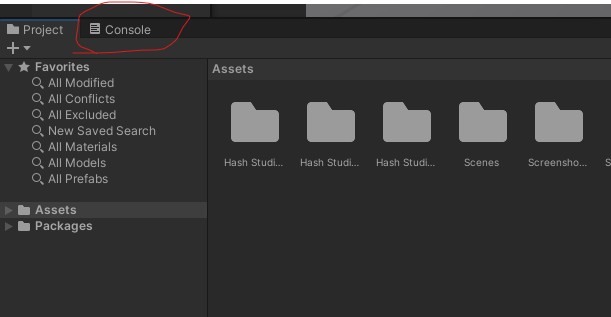 Project Console
Favorites
All Modified
All Conflicts
All Excluded
New Saved Search
All Materials
All Models
All Prefabs
Assets
Packages
Assets
Hash Studi... Hash Studi... Hash Studi... Scenes Screensho...